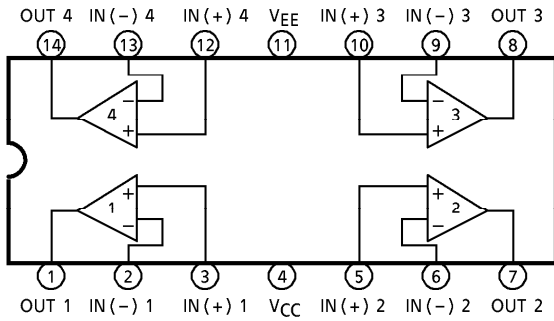 OUT 4 IN(-) 4 IN(+) 4 VEE IN(+) 3 IN(-) 3 OUT 3
14 13 12 11 10 9 8
- -
4 3
+ +
+ +
1 2
- -
1 2 3 4 5 6 7
OUT 1 IN(-) 1 IN(+) 1 VCC IN(+) 2 IN(-) 2 OUT 2